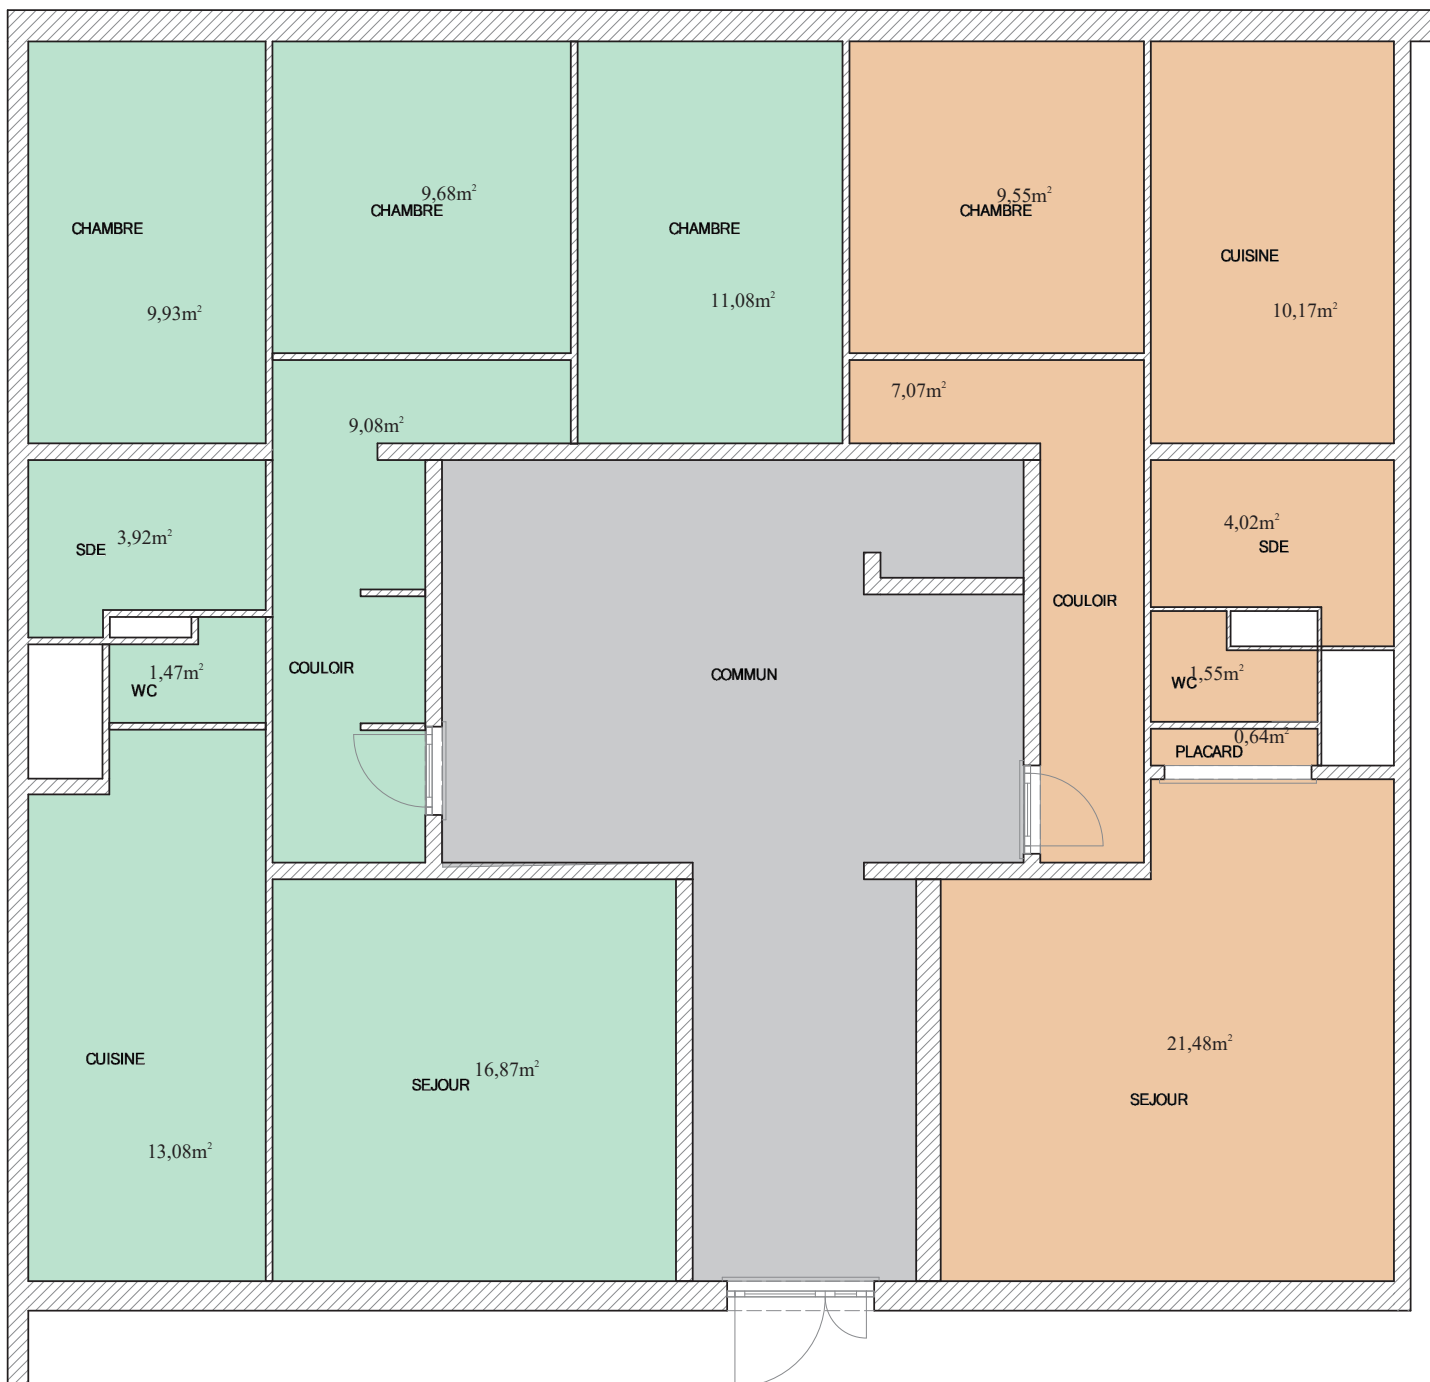 CHAMBRE
9,93m²
9,68m²
CHAMBRE
CHAMBRE
11,08m²
9,55m²
CHAMBRE
CUISINE
10,17m²
9,08m²
7,07m²
3,92m²
SDE
4,02m²
SDE
COULOIR
COULOIR
1,47m²
WC
COMMUN
1,55m²
WC
0,64m²
PLACARD
CUISINE
13,08m²
16,87m²
SEJOUR
21,48m²
SEJOUR